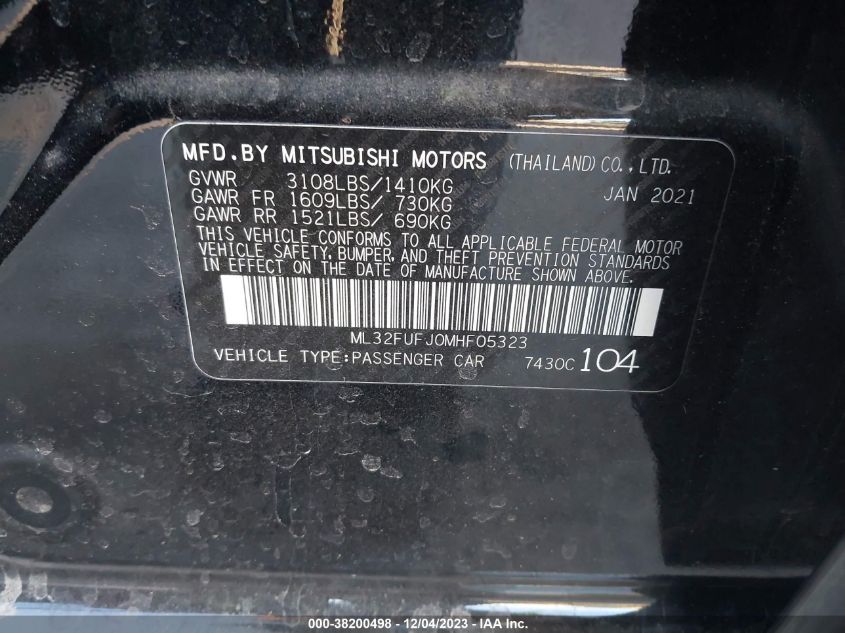 MFD.BY MITSUBISHI MOTORS (THAILAND) CO., LTD.
GVWR 3108LBS/1410KG JAN 2021
GAWR FR 1609LBS/ 730KG
GAWR RR 1521LBS/ 690KG
THIS VEHICLE CONFORMS TO ALL APPLICABLE FEDERAL MOTOR
VEHICLE SAFETY, BUMPER, AND THEFT PREVENTION STANDARDS
IN EFFECT ON THE DATE OF MANUFACTURE SHOWN ABOVE.
ML32FUFJ0MHF05323
VEHICLE TYPE:PASSENGER CAR 7430C 104
000-38200498 - 12/04/2023 - IAA Inc.